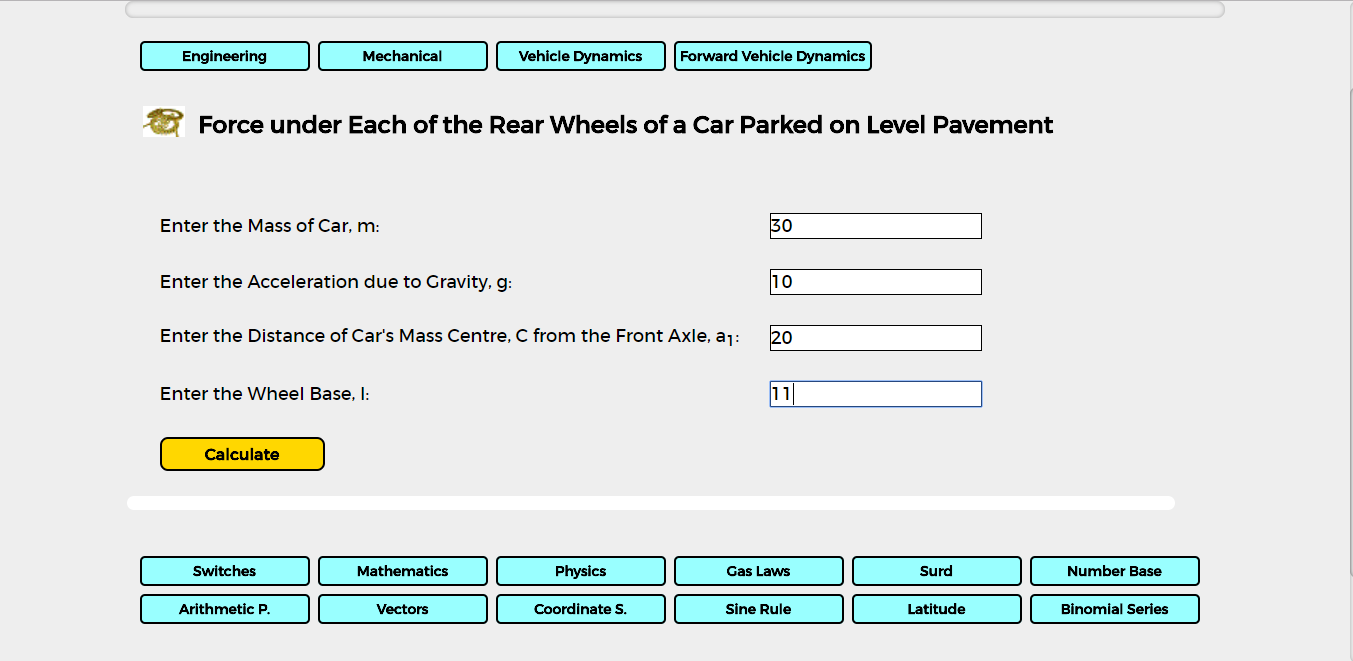 Engineering Mechanical Vehicle Dynamics Forward Vehicle Dynamics
Force under Each of the Rear Wheels of a Car Parked on Level Pavement
Enter the Mass of Car, m: 30
Enter the Acceleration due to Gravity, g: 10
Enter the Distance of Car's Mass Centre, C from the Front Axle, a₁: 20
Enter the Wheel Base, l: 11
Calculate
Switches Mathematics Physics Gas Laws Surd Number Base
Arithmetic P. Vectors Coordinate S. Sine Rule Latitude Binomial Series